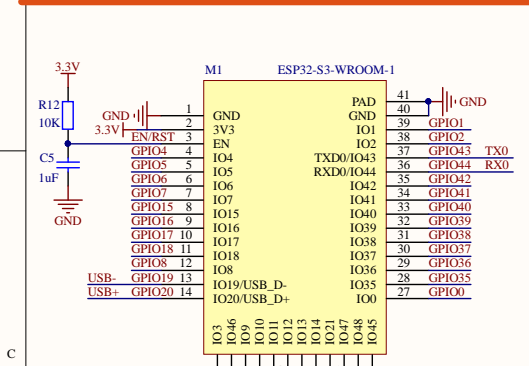 M1 ESP32-S3-WROOM-1
3.3V
R12
10K
C5
1uF
GND
GND 1 GND
3.3V 2 3V3
EN/RST 3 EN
GPIO4 4 IO4
GPIO5 5 IO5
GPIO6 6 IO6
GPIO7 7 IO7
GPIO15 8 IO15
GPIO16 9 IO16
GPIO17 10 IO17
GPIO18 11 IO18
GPIO8 12 IO8
USB- GPIO19 13 IO19/USB_D-
USB+ GPIO20 14 IO20/USB_D+
PAD 41
GND 40 GND
IO1 39 GPIO1
IO2 38 GPIO2
TXD0/IO43 37 GPIO43 TX0
RXD0/IO44 36 GPIO44 RX0
IO42 35 GPIO42
IO41 34 GPIO41
IO40 33 GPIO40
IO39 32 GPIO39
IO38 31 GPIO38
IO37 30 GPIO37
IO36 29 GPIO36
IO35 28 GPIO35
IO0 27 GPIO0
IO3
IO46
IO9
IO10
IO11
IO12
IO13
IO14
IO21
IO47
IO48
IO45
C